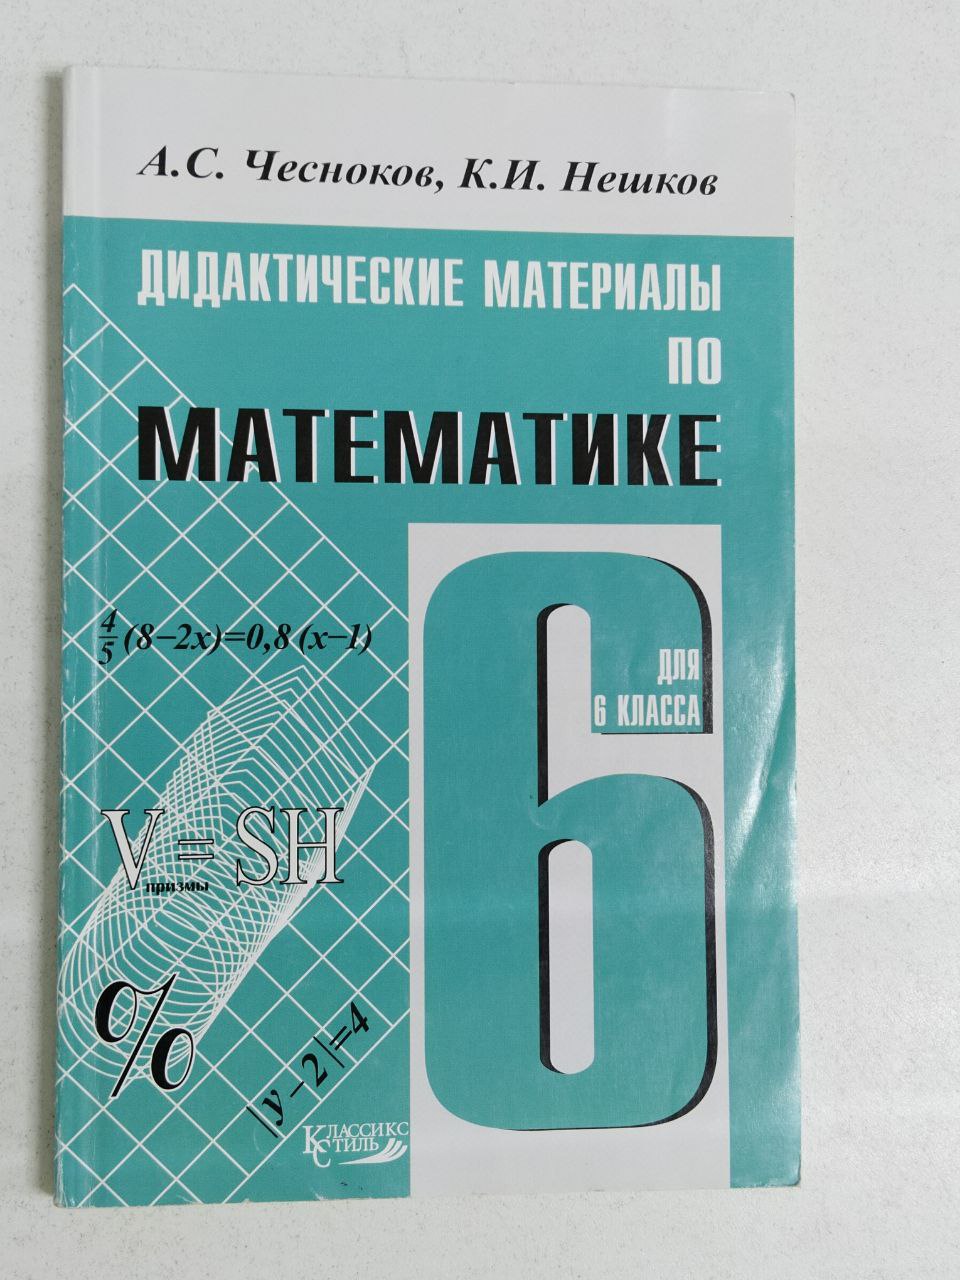 А.С. Чесноков, К.И. Нешков
ДИДАКТИЧЕСКИЕ МАТЕРИАЛЫ
ПО
МАТЕМАТИКЕ
6
ДЛЯ
6 КЛАССА
4/5 (8−2x)=0,8(x−1)
V призмы = SH
%
|y−2|=4
КЛАССИКС
СТИЛЬ